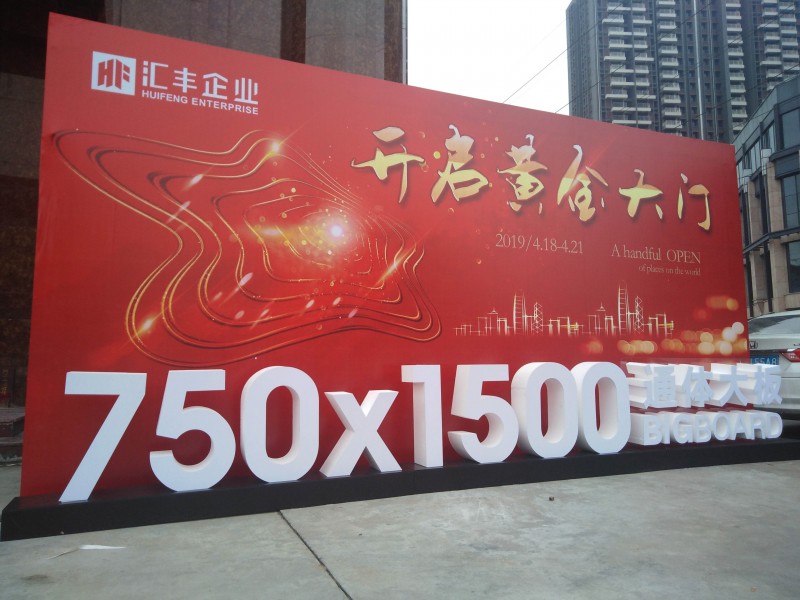 HF 汇丰企业
HUIFENG ENTERPRISE
开启黄金大门
2019/4.18-4.21
A handful OPEN
of places on the world
750x1500
通体大板
BIGBOARD